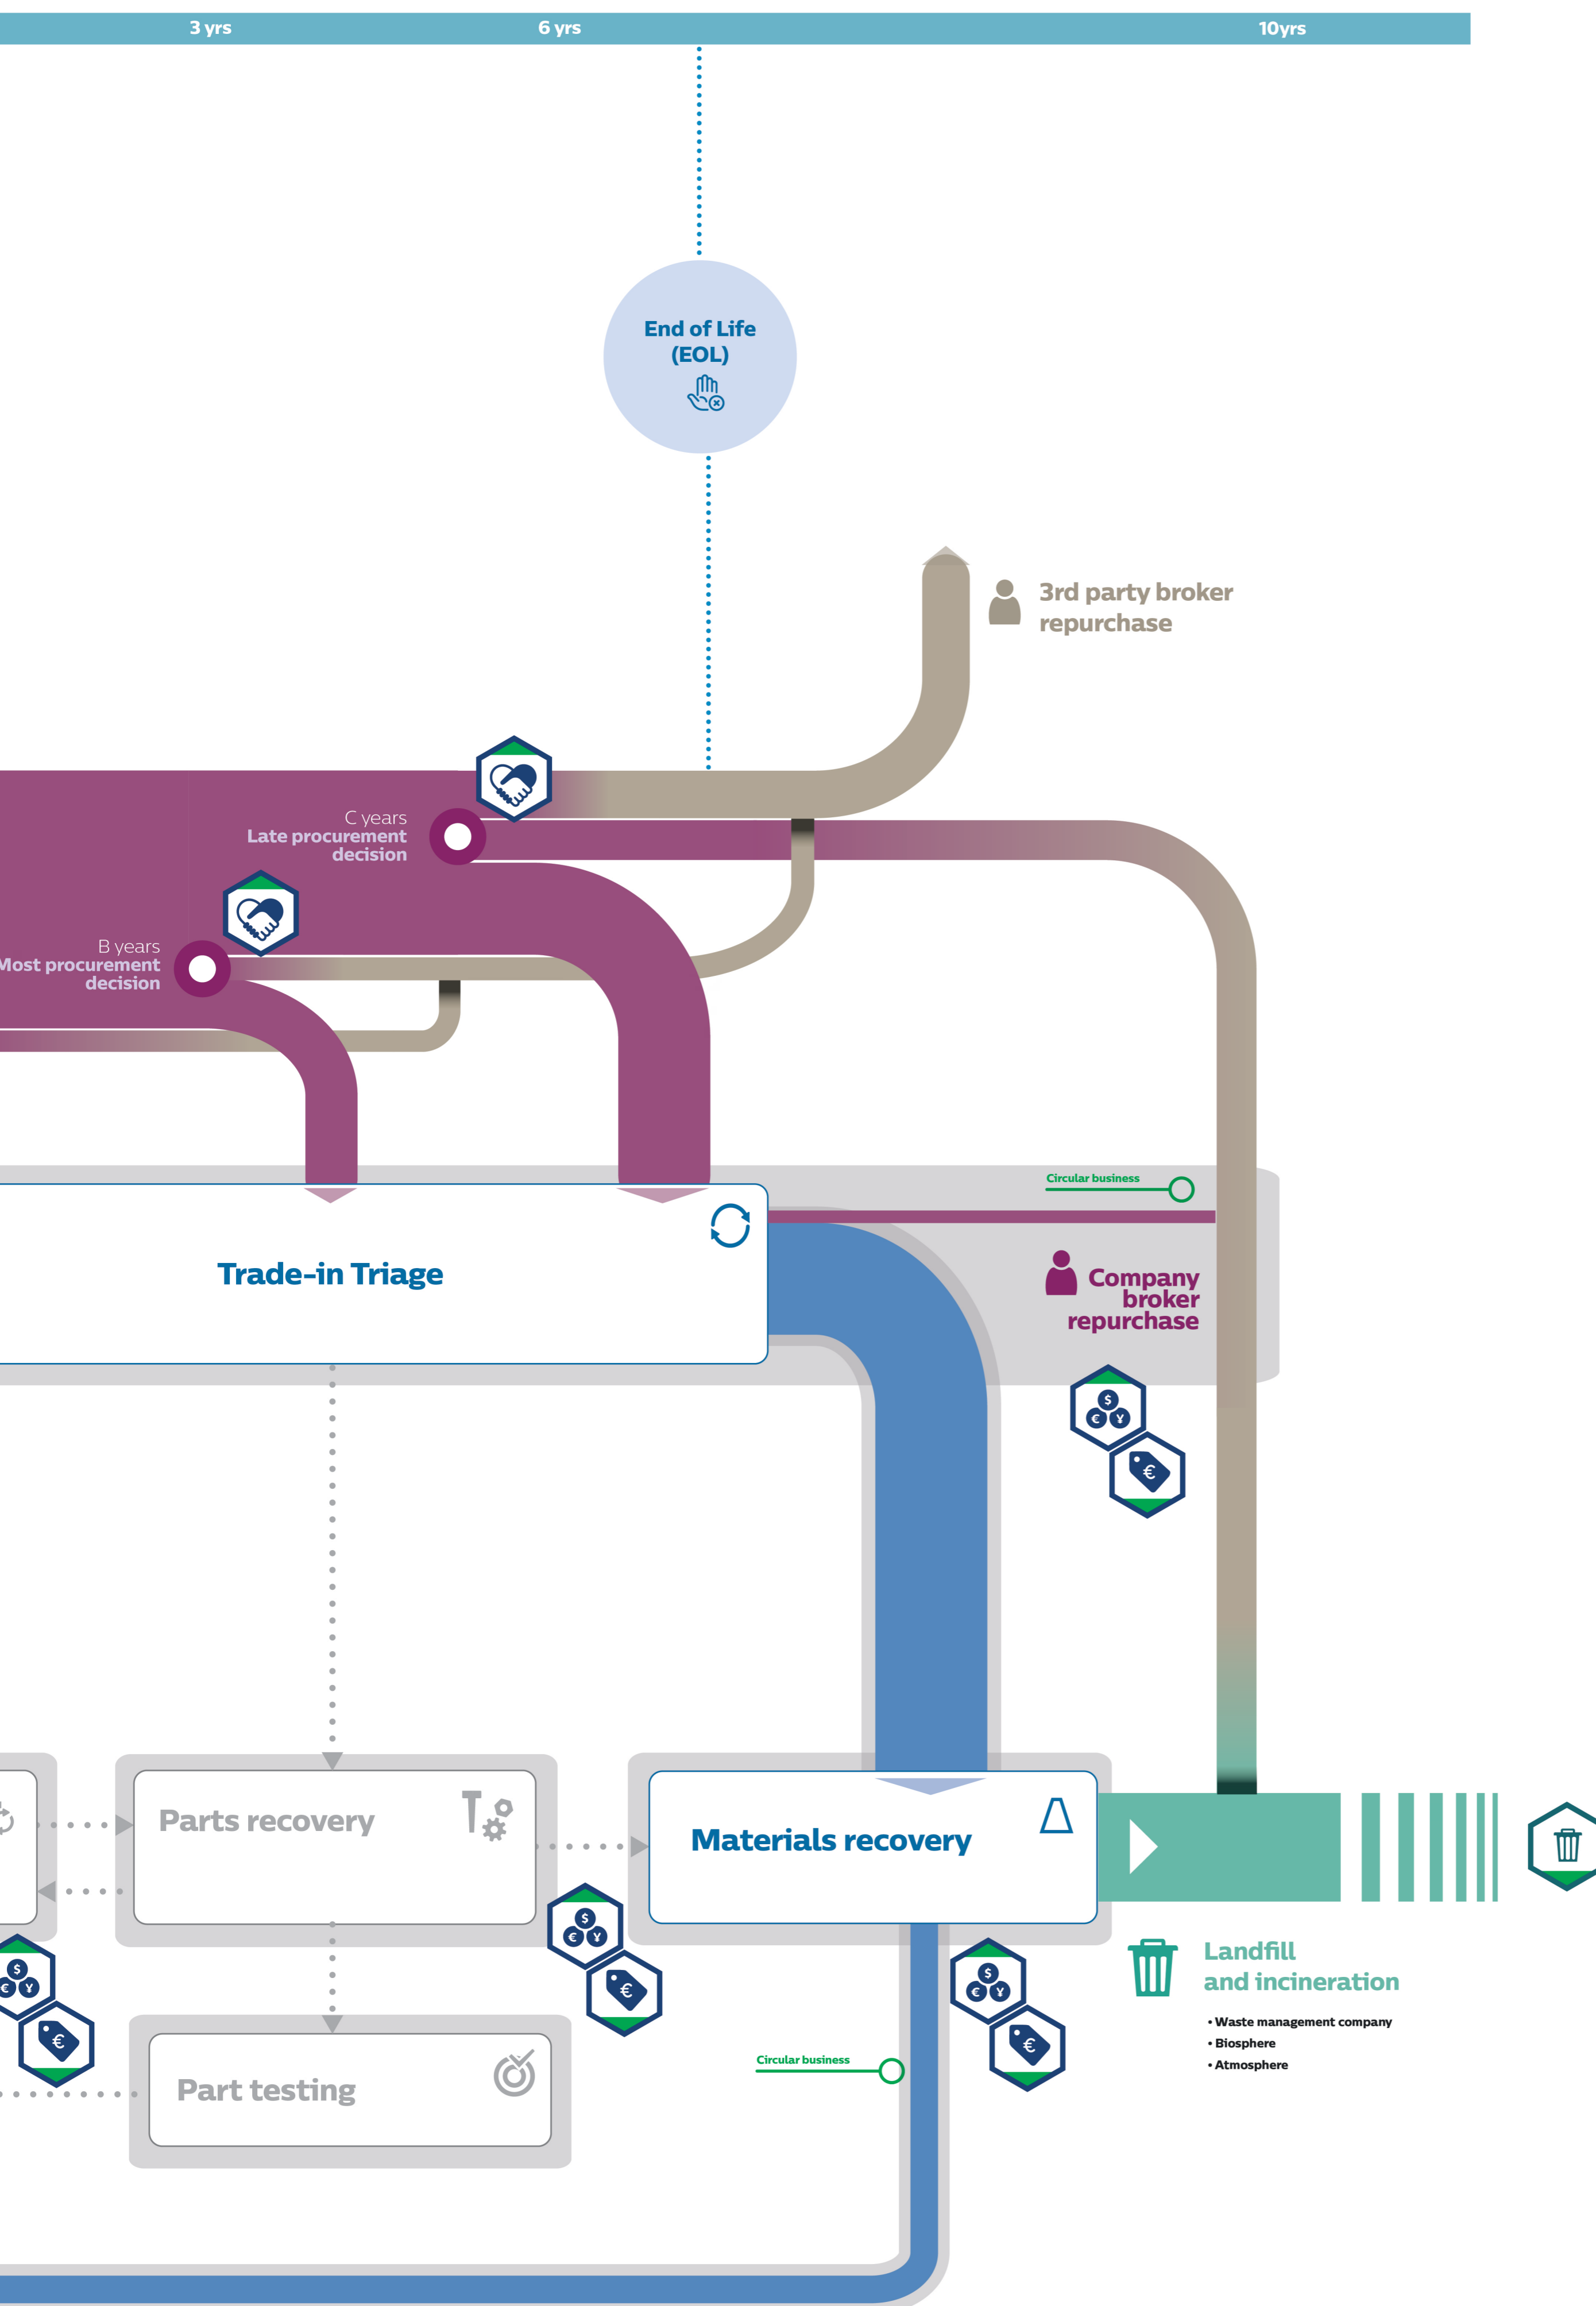 3 yrs
6 yrs
10yrs
End of Life
(EOL)
3rd party broker
repurchase
C years
Late procurement
decision
B years
Most procurement
decision
Circular business
Trade-in Triage
Company
broker
repurchase
$
€ ¥
€
Parts recovery
Materials recovery
$
€ ¥
€
$
€ ¥
€
$
€ ¥
€
Landfill
and incineration
• Waste management company
• Biosphere
• Atmosphere
Circular business
Part testing